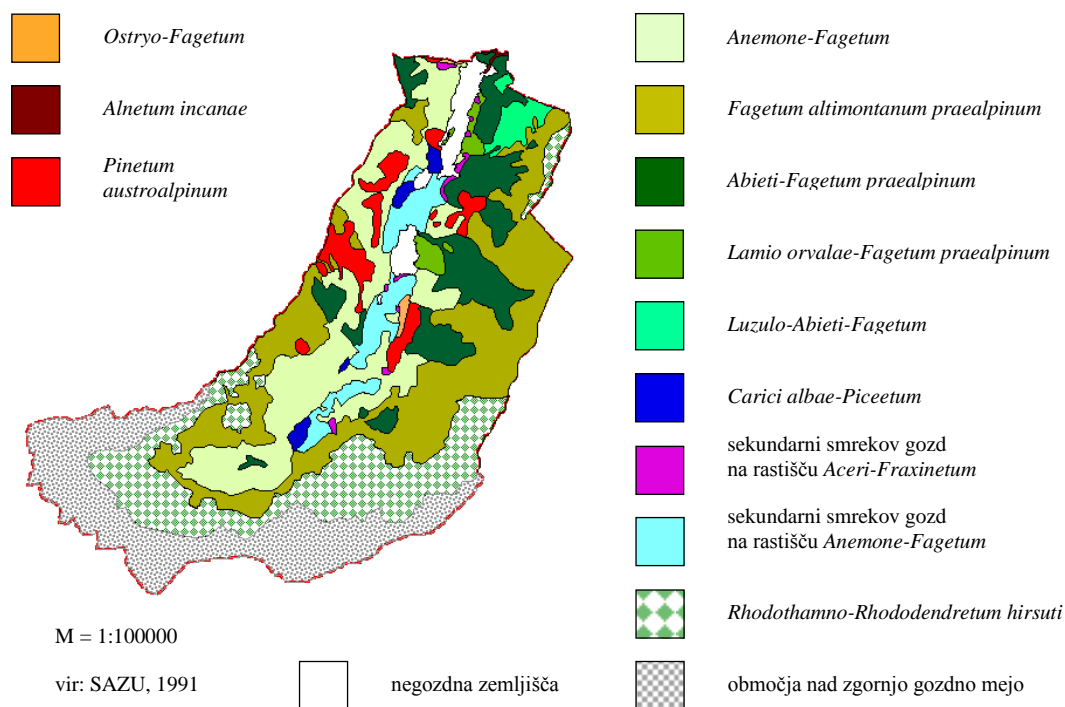 Ostryo-Fagetum
Alnetum incanae
Pinetum
austroalpinum
Anemone-Fagetum
Fagetum altimontanum praealpinum
Abieti-Fagetum praealpinum
Lamio orvalae-Fagetum praealpinum
Luzulo-Abieti-Fagetum
Carici albae-Piceetum
sekundarni smrekov gozd
na rastišču Aceri-Fraxinetum
sekundarni smrekov gozd
na rastišču Anemone-Fagetum
Rhodothamno-Rhododendretum hirsuti
M = 1:100000
vir: SAZU, 1991
negozdna zemljišča
območja nad zgornjo gozdno mejo